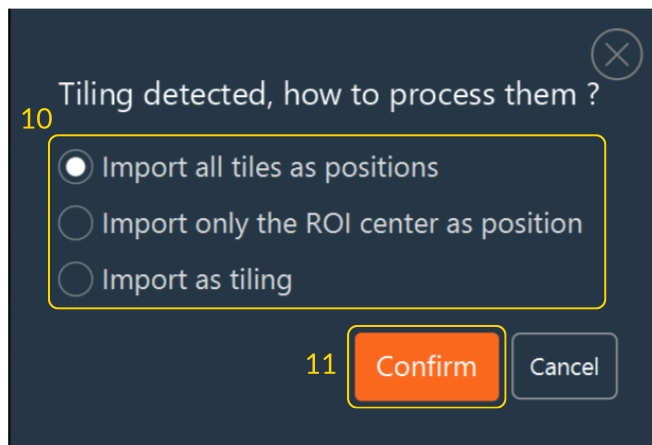 Tiling detected, how to process them ?
10
Import all tiles as positions
Import only the ROI center as position
Import as tiling
11
Confirm
Cancel